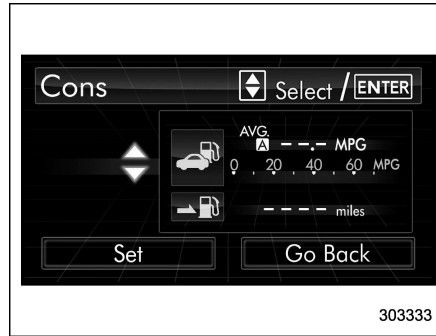 Cons Select / ENTER
AVG.
A --.- MPG
0 . 20 . 40 . 60 . MPG
---- miles
Set Go Back
303333